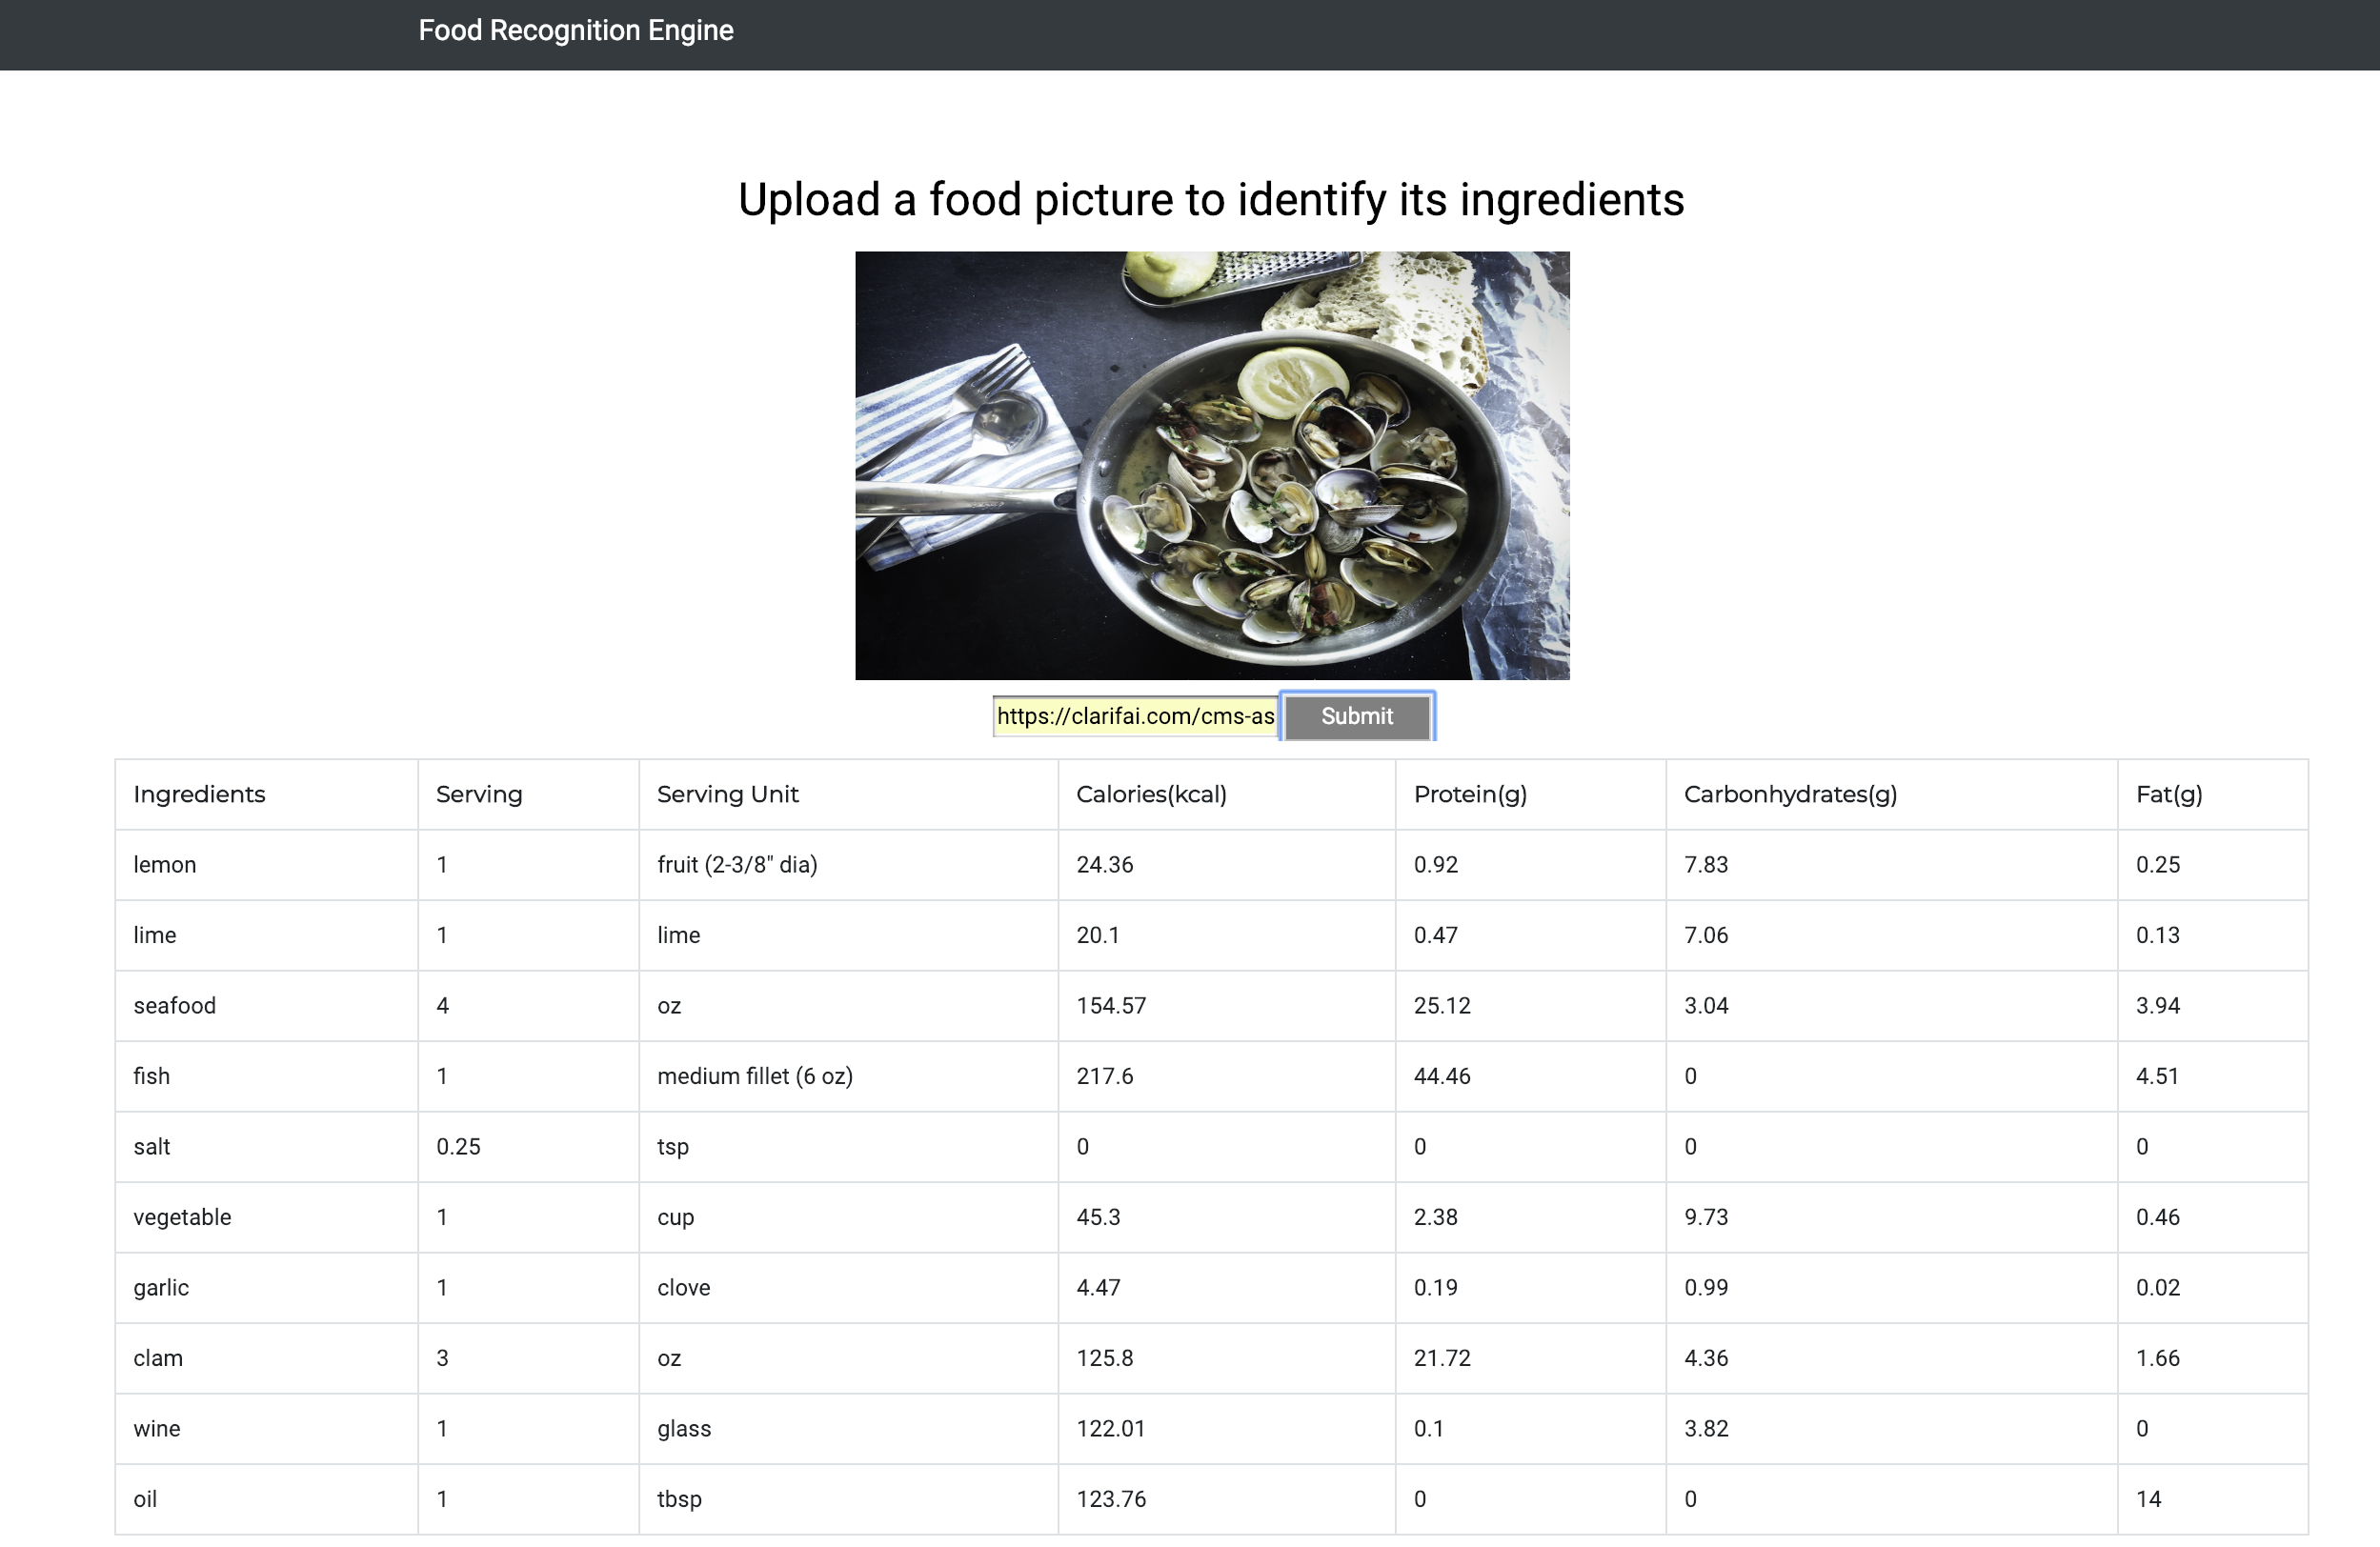 Food Recognition Engine
Upload a food picture to identify its ingredients
https://clarifai.com/cms-as Submit
Ingredients Serving Serving Unit Calories(kcal) Protein(g) Carbonhydrates(g) Fat(g)
lemon 1 fruit (2-3/8" dia) 24.36 0.92 7.83 0.25
lime 1 lime 20.1 0.47 7.06 0.13
seafood 4 oz 154.57 25.12 3.04 3.94
fish 1 medium fillet (6 oz) 217.6 44.46 0 4.51
salt 0.25 tsp 0 0 0 0
vegetable 1 cup 45.3 2.38 9.73 0.46
garlic 1 clove 4.47 0.19 0.99 0.02
clam 3 oz 125.8 21.72 4.36 1.66
wine 1 glass 122.01 0.1 3.82 0
oil 1 tbsp 123.76 0 0 14